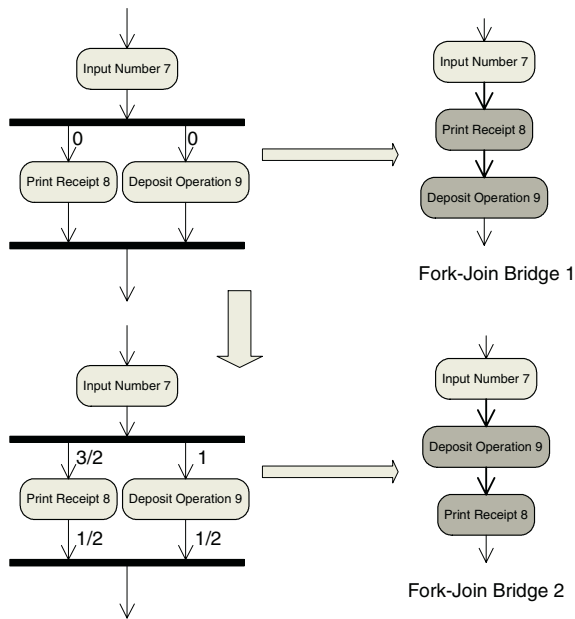 Input Number 7
0
0
Print Receipt 8
Deposit Operation 9
Input Number 7
Print Receipt 8
Deposit Operation 9
Fork-Join Bridge 1
Input Number 7
3/2
1
Print Receipt 8
Deposit Operation 9
1/2
1/2
Input Number 7
Deposit Operation 9
Print Receipt 8
Fork-Join Bridge 2